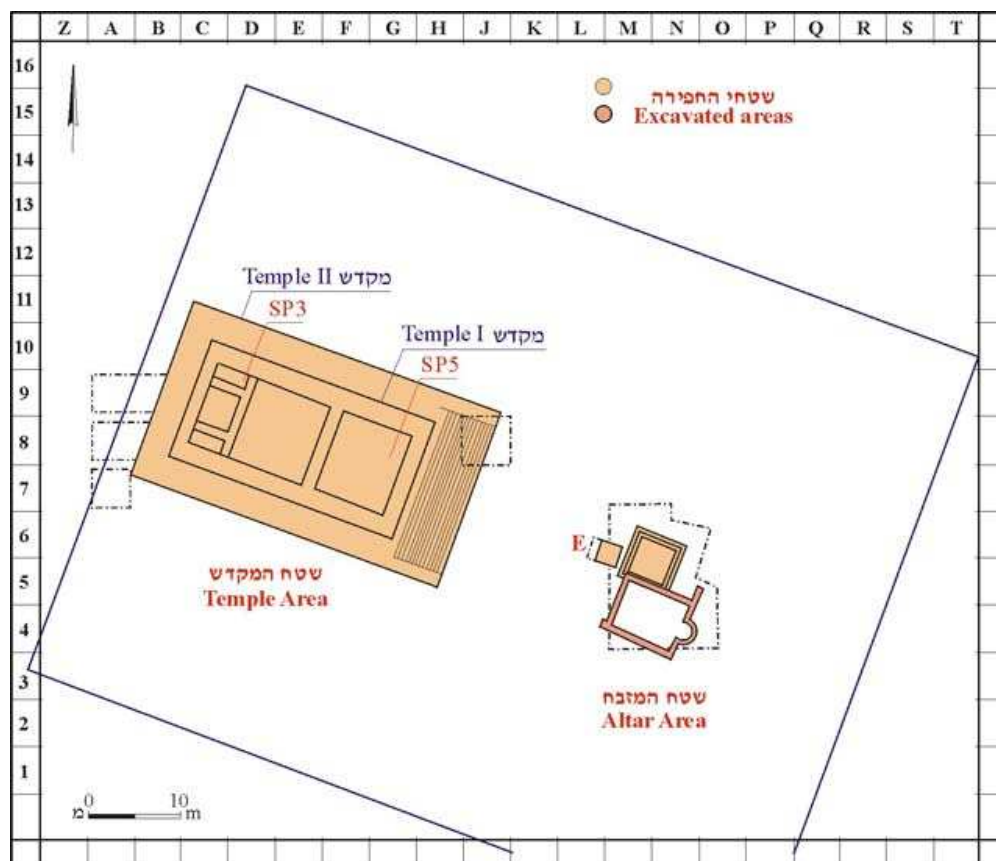 Z A B C D E F G H J K L M N O P Q R S T
16
15
14
13
12
11
10
9
8
7
6
5
4
3
2
1
שטחי החפירה
Excavated areas
Temple II מקדש
SP3
Temple I מקדש
SP5
E
שטח המקדש
Temple Area
שטח המזבח
Altar Area
0 10
מ m